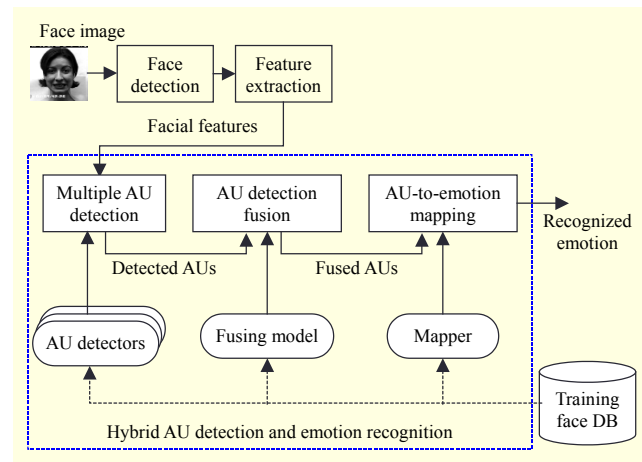 Face image
Face
detection
Feature
extraction
Facial features
Multiple AU
detection
AU detection
fusion
AU-to-emotion
mapping
Recognized
emotion
Detected AUs
Fused AUs
AU detectors
Fusing model
Mapper
Training
face DB
Hybrid AU detection and emotion recognition